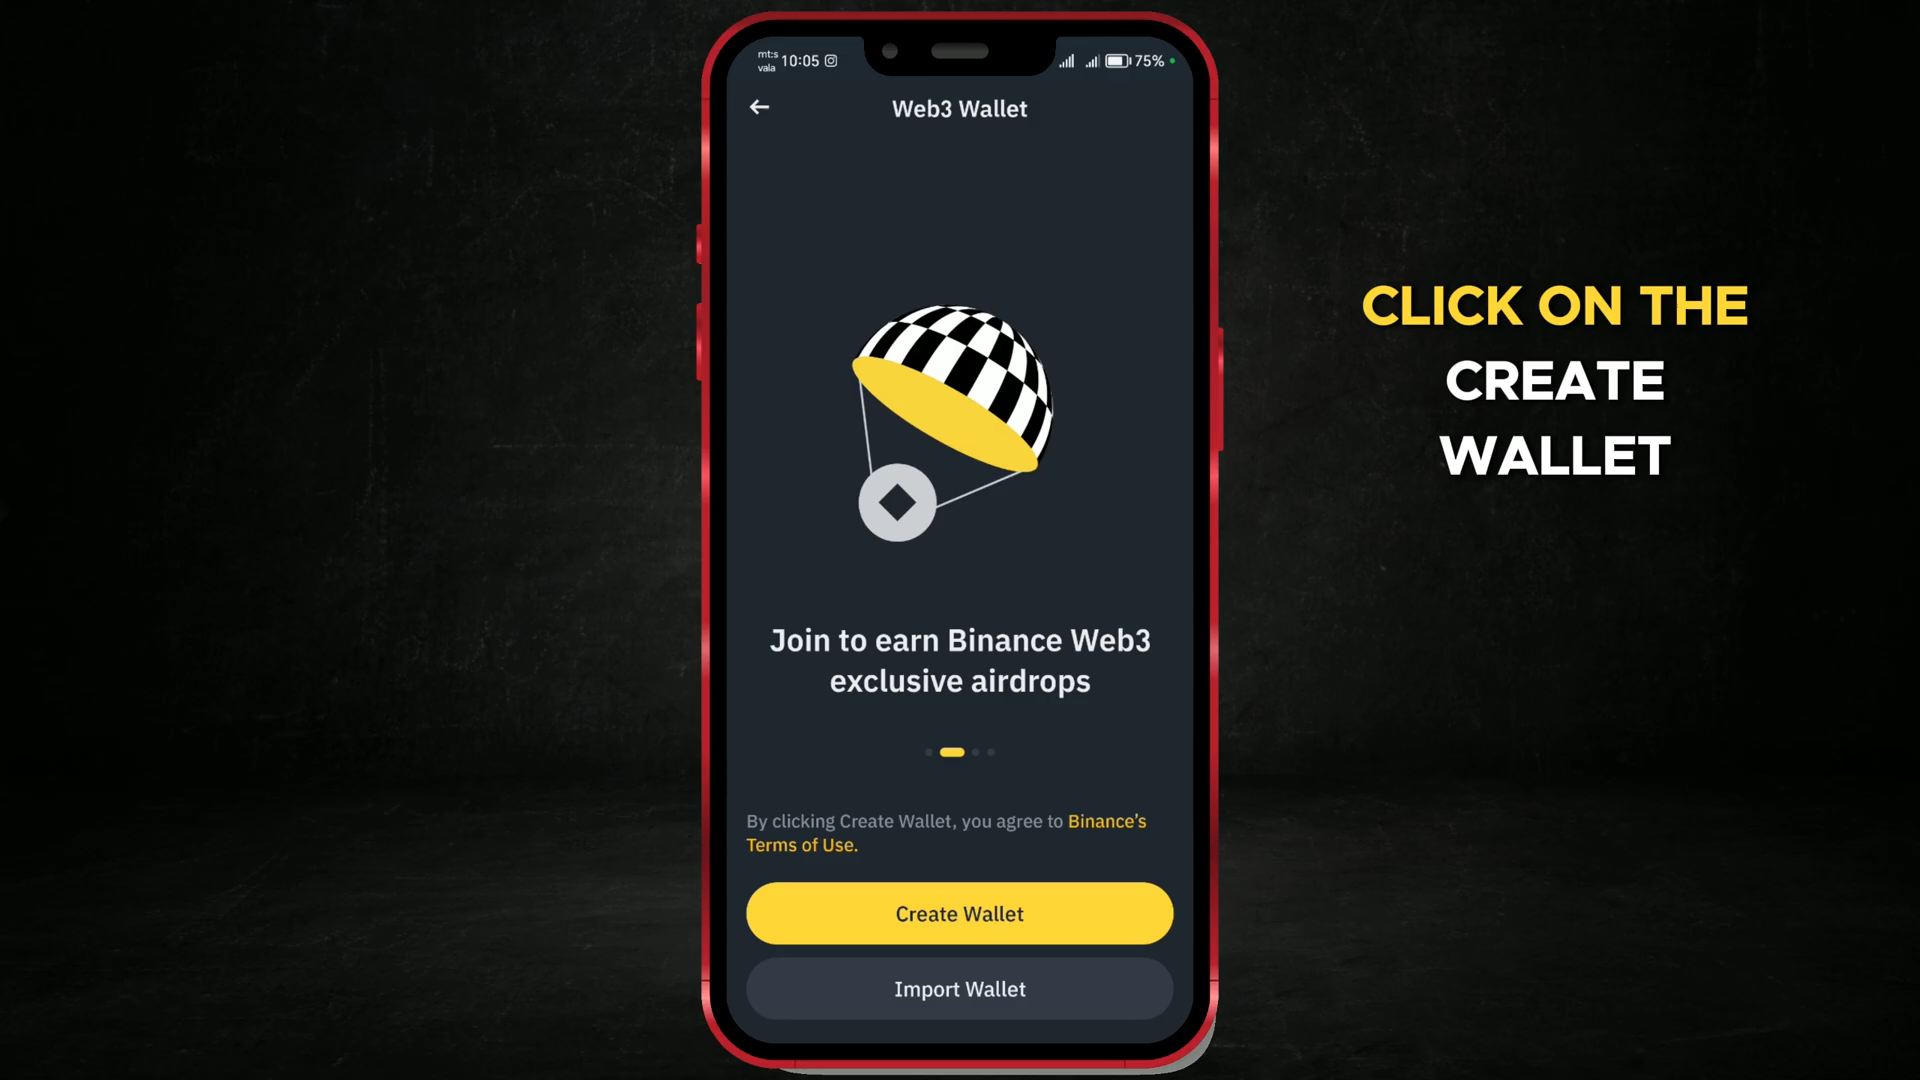 mt:s
vala
10:05
75%
Web3 Wallet
CLICK ON THE
CREATE
WALLET
Join to earn Binance Web3
exclusive airdrops
By clicking Create Wallet, you agree to Binance’s
Terms of Use.
Create Wallet
Import Wallet